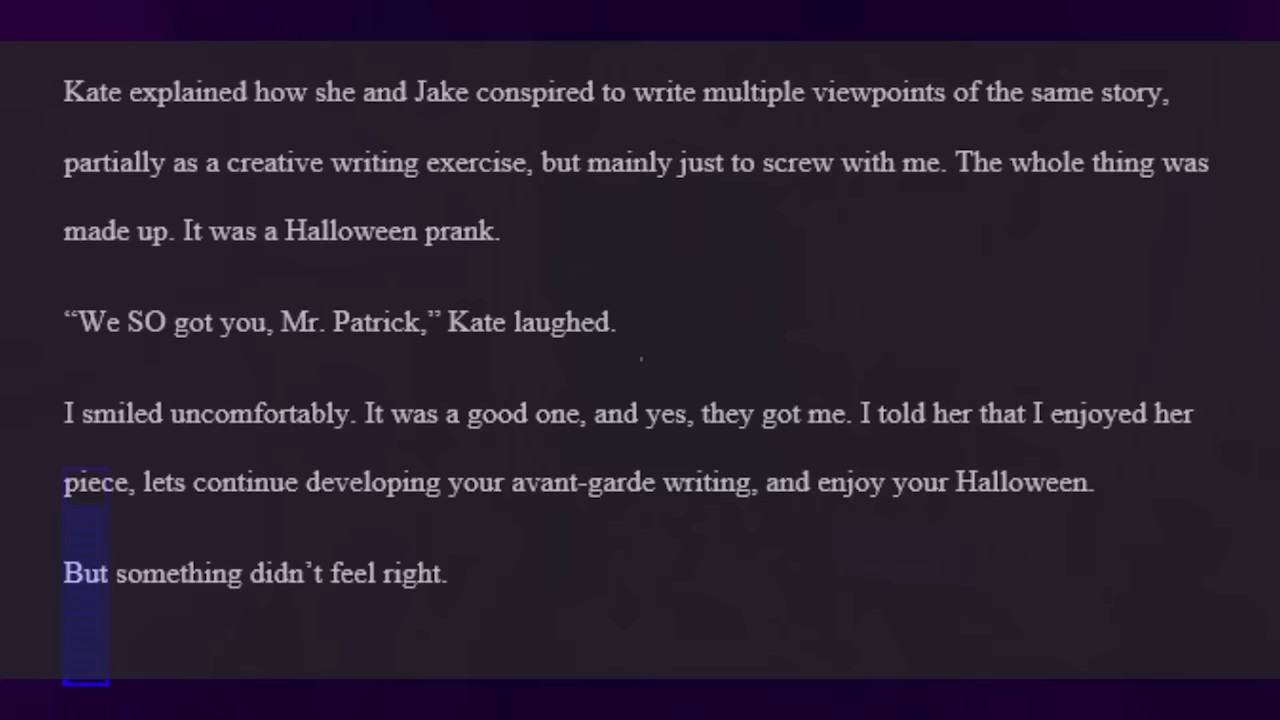 Kate explained how she and Jake conspired to write multiple viewpoints of the same story,
partially as a creative writing exercise, but mainly just to screw with me. The whole thing was
made up. It was a Halloween prank.
“We SO got you, Mr. Patrick,” Kate laughed.
I smiled uncomfortably. It was a good one, and yes, they got me. I told her that I enjoyed her
piece, lets continue developing your avant-garde writing, and enjoy your Halloween.
But something didn’t feel right.